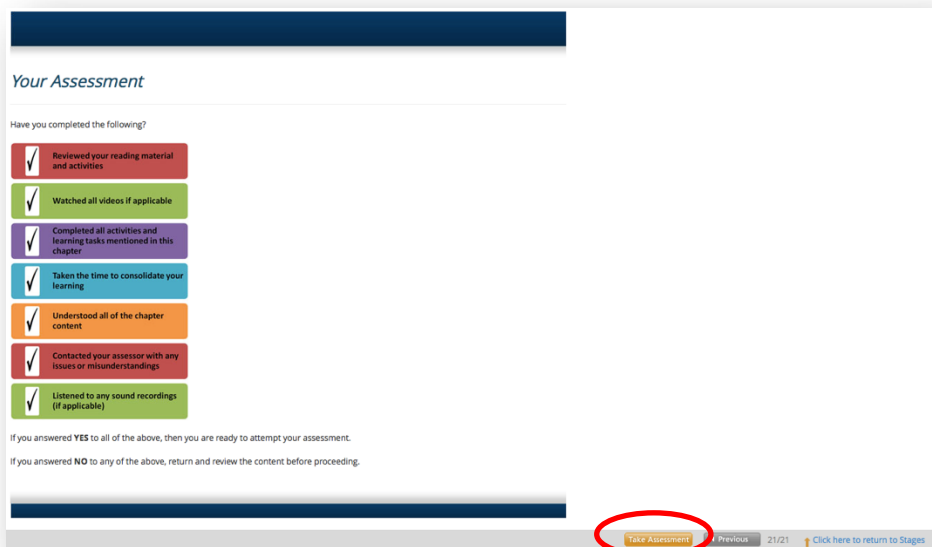 Your Assessment
Have you completed the following?
Reviewed your reading material
and activities
Watched all videos if applicable
Completed all activities and
learning tasks mentioned in this
chapter
Taken the time to consolidate your
learning
Understood all of the chapter
content
Contacted your assessor with any
issues or misunderstandings
Listened to any sound recordings
(if applicable)
If you answered YES to all of the above, then you are ready to attempt your assessment.
If you answered NO to any of the above, return and review the content before proceeding.
Take Assessment Previous 21/21 Click here to return to Stages